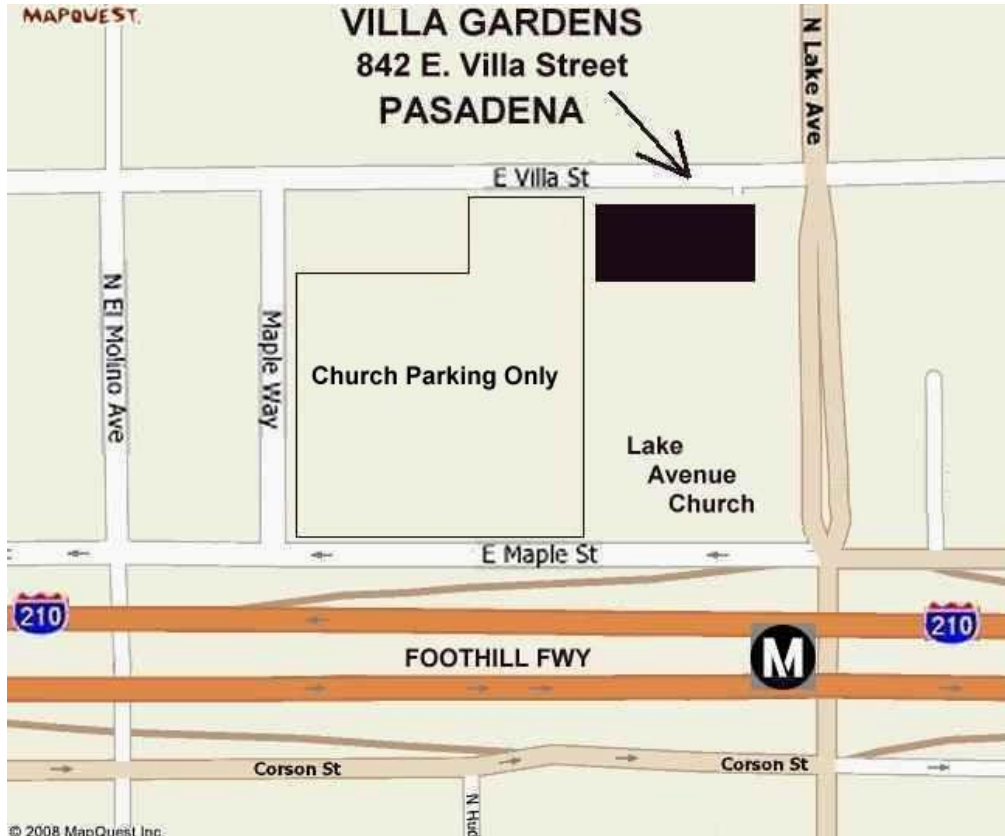 MAPQUEST.
VILLA GARDENS
842 E. Villa Street
PASADENA
N Lake Ave
E Villa St
N El Molino Ave
Maple Way
Church Parking Only
Lake
Avenue
Church
E Maple St
210
210
FOOTHILL FWY
M
Corson St
Corson St
N Hud
© 2008 MapQuest Inc.